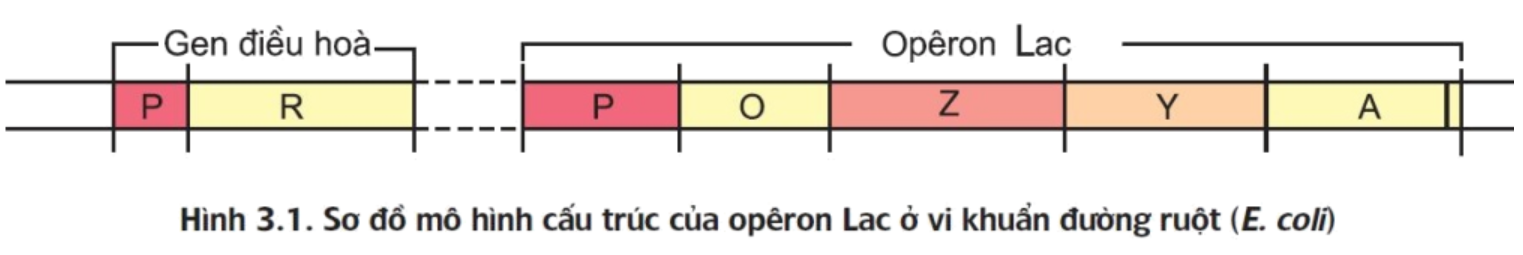 Gen điều hoà Opêron Lac
P R P O Z Y A
Hình 3.1. Sơ đồ mô hình cấu trúc của opêron Lac ở vi khuẩn đường ruột (E. coli)